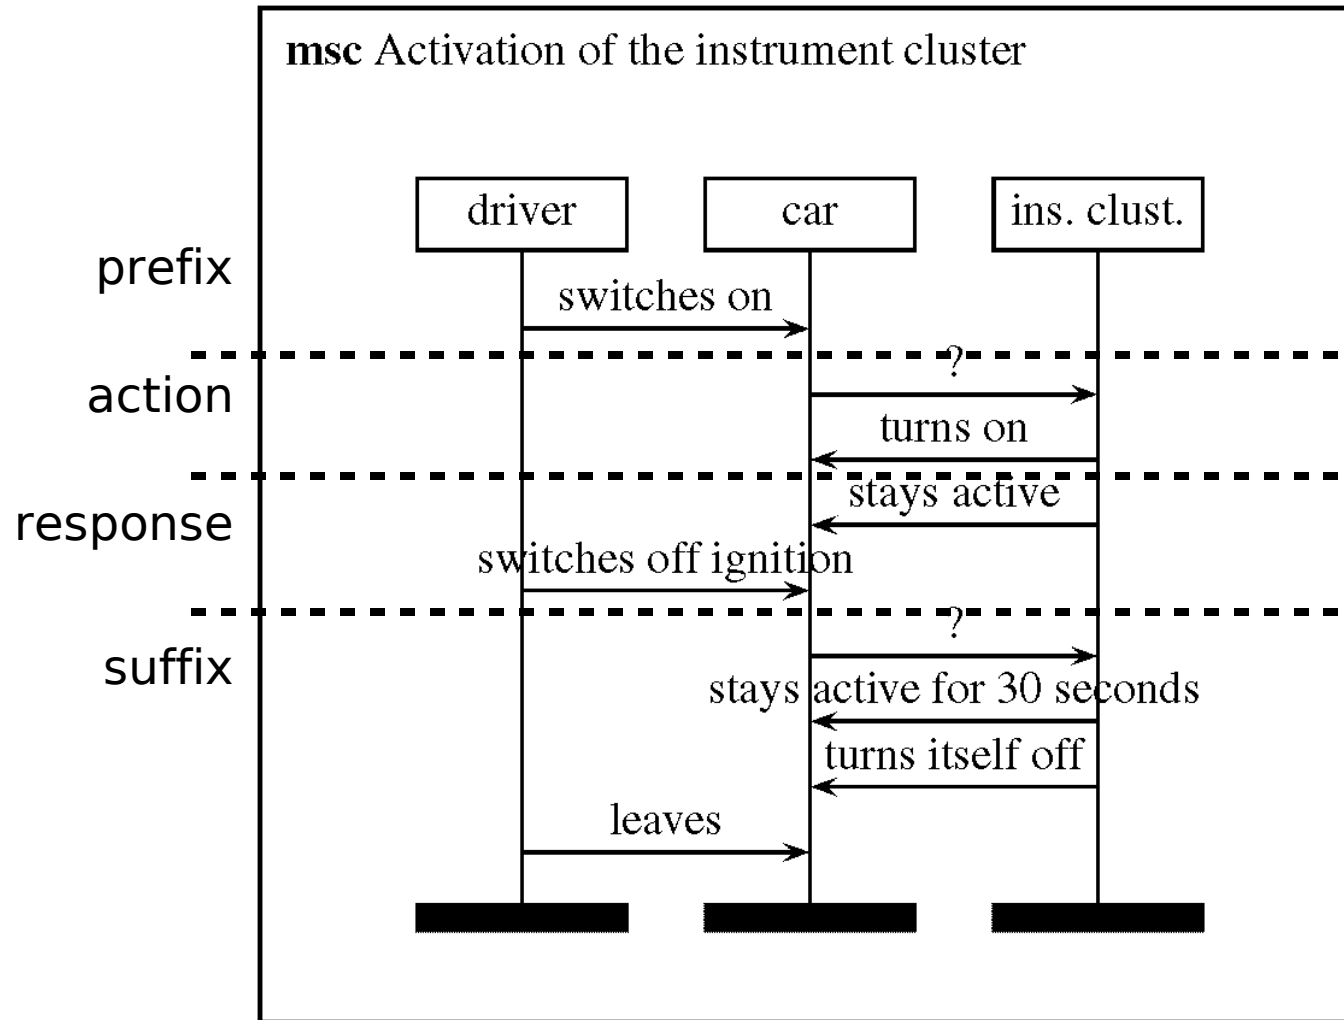 msc Activation of the instrument cluster
driver
car
ins. clust.
prefix
switches on
?
action
turns on
stays active
response
switches off ignition
?
suffix
stays active for 30 seconds
turns itself off
leaves